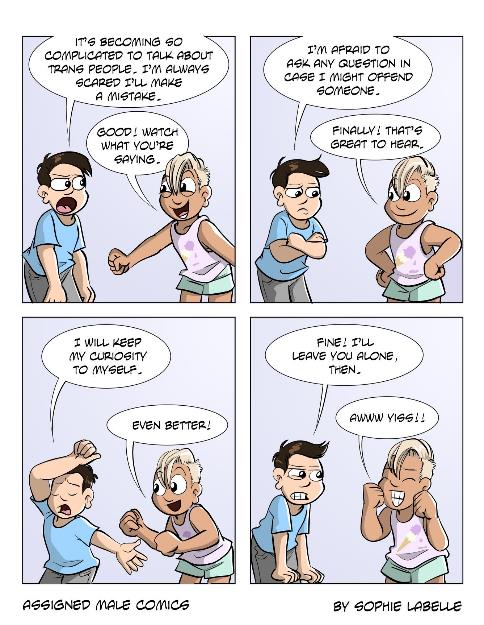 IT'S BECOMING SO
COMPLICATED TO TALK ABOUT
TRANS PEOPLE. I'M ALWAYS
SCARED I'LL MAKE
A MISTAKE.
GOOD! WATCH
WHAT YOU'RE
SAYING.
I'M AFRAID TO
ASK ANY QUESTION IN
CASE I MIGHT OFFEND
SOMEONE.
FINALLY! THAT'S
GREAT TO HEAR.
I WILL KEEP
MY CURIOSITY
TO MYSELF.
EVEN BETTER!
FINE! I'LL
LEAVE YOU ALONE,
THEN.
AWWW YISS!!
ASSIGNED MALE COMICS
BY SOPHIE LABELLE